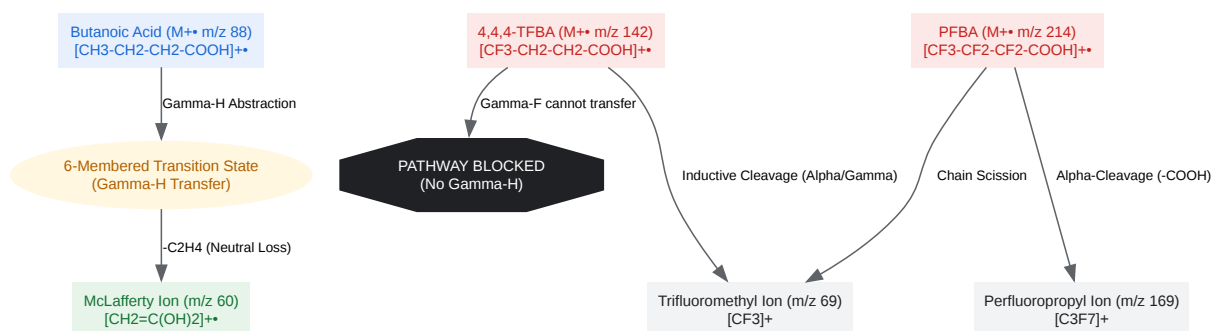 Butanoic Acid (M+• m/z 88)
[CH3-CH2-CH2-COOH]+•
4,4,4-TFBA (M+• m/z 142)
[CF3-CH2-CH2-COOH]+•
PFBA (M+• m/z 214)
[CF3-CF2-CF2-COOH]+•
Gamma-H Abstraction
Gamma-F cannot transfer
6-Membered Transition State
(Gamma-H Transfer)
PATHWAY BLOCKED
(No Gamma-H)
Inductive Cleavage (Alpha/Gamma)
Chain Scission
Alpha-Cleavage (-COOH)
-C2H4 (Neutral Loss)
McLafferty Ion (m/z 60)
[CH2=C(OH)2]+•
Trifluoromethyl Ion (m/z 69)
[CF3]+
Perfluoropropyl Ion (m/z 169)
[C3F7]+